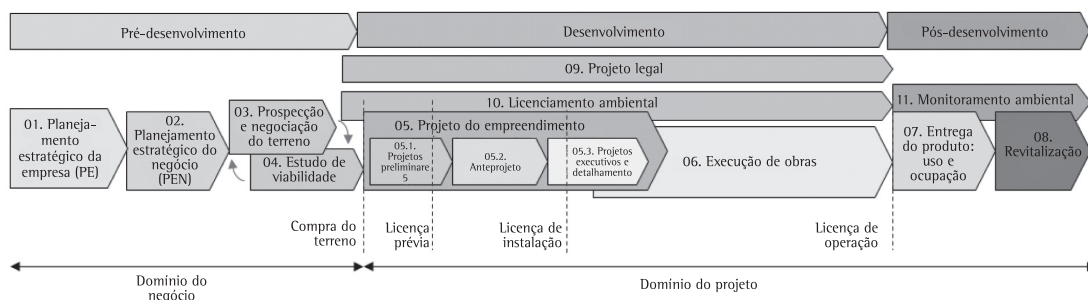 Pré-desenvolvimento
Desenvolvimento
Pós-desenvolvimento
09. Projeto legal
10. Licenciamento ambiental
11. Monitoramento ambiental
01. Planeja-
mento
estratégico da
empresa (PE)
02.
Planejamento
estratégico do
negócio
(PEN)
03. Prospecção
e negociação
do terreno
04. Estudo de
viabilidade
05. Projeto do empreendimento
05.1.
Projetos
preliminare
5
05.2.
Anteprojeto
05.3. Projetos
executivos e
detalhamento
06. Execução de obras
07. Entrega
do produto:
uso e
ocupação
08.
Revitalização
Compra do
terreno
Licença
prévia
Licença de
instalação
Licença de
operação
Domínio do
negócio
Domínio do projeto